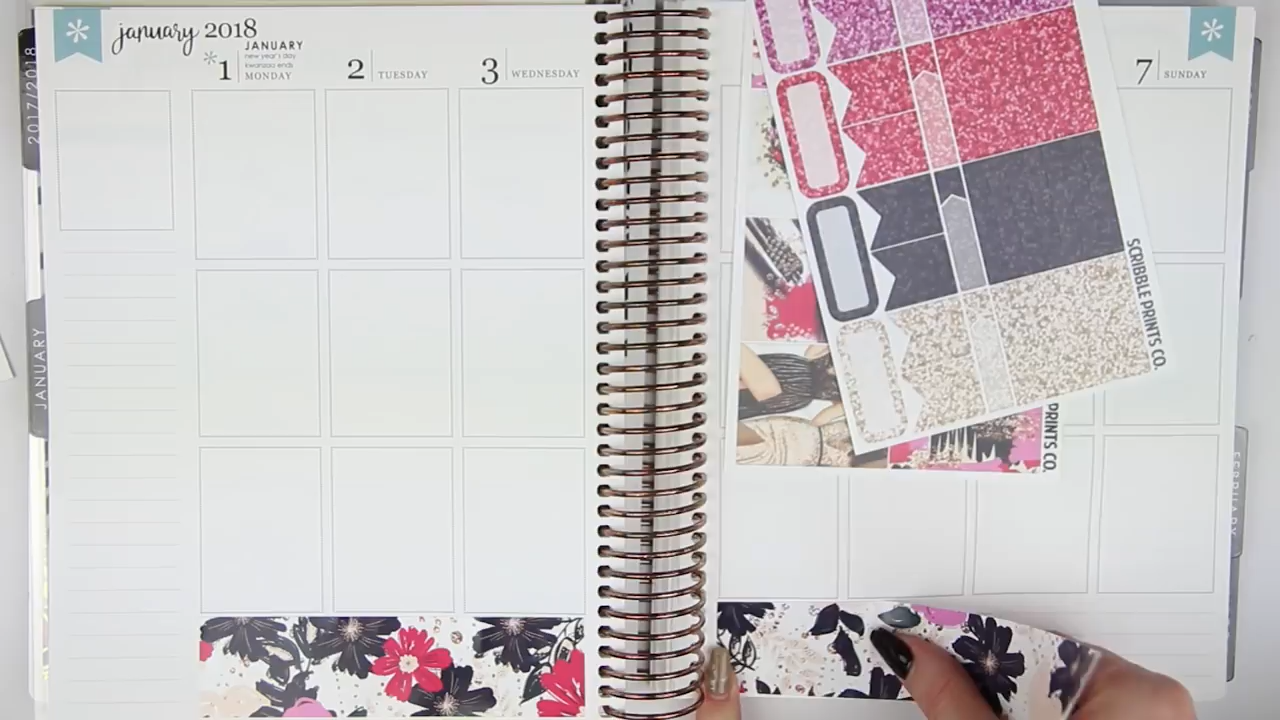 january 2018
JANUARY
new year's day
kwanzaa ends
1 MONDAY
2 TUESDAY
3 WEDNESDAY
7 SUNDAY
2017/2018
JANUARY
SCRIBBLE PRINTS CO.
PRINTS CO.
FEBRUARY